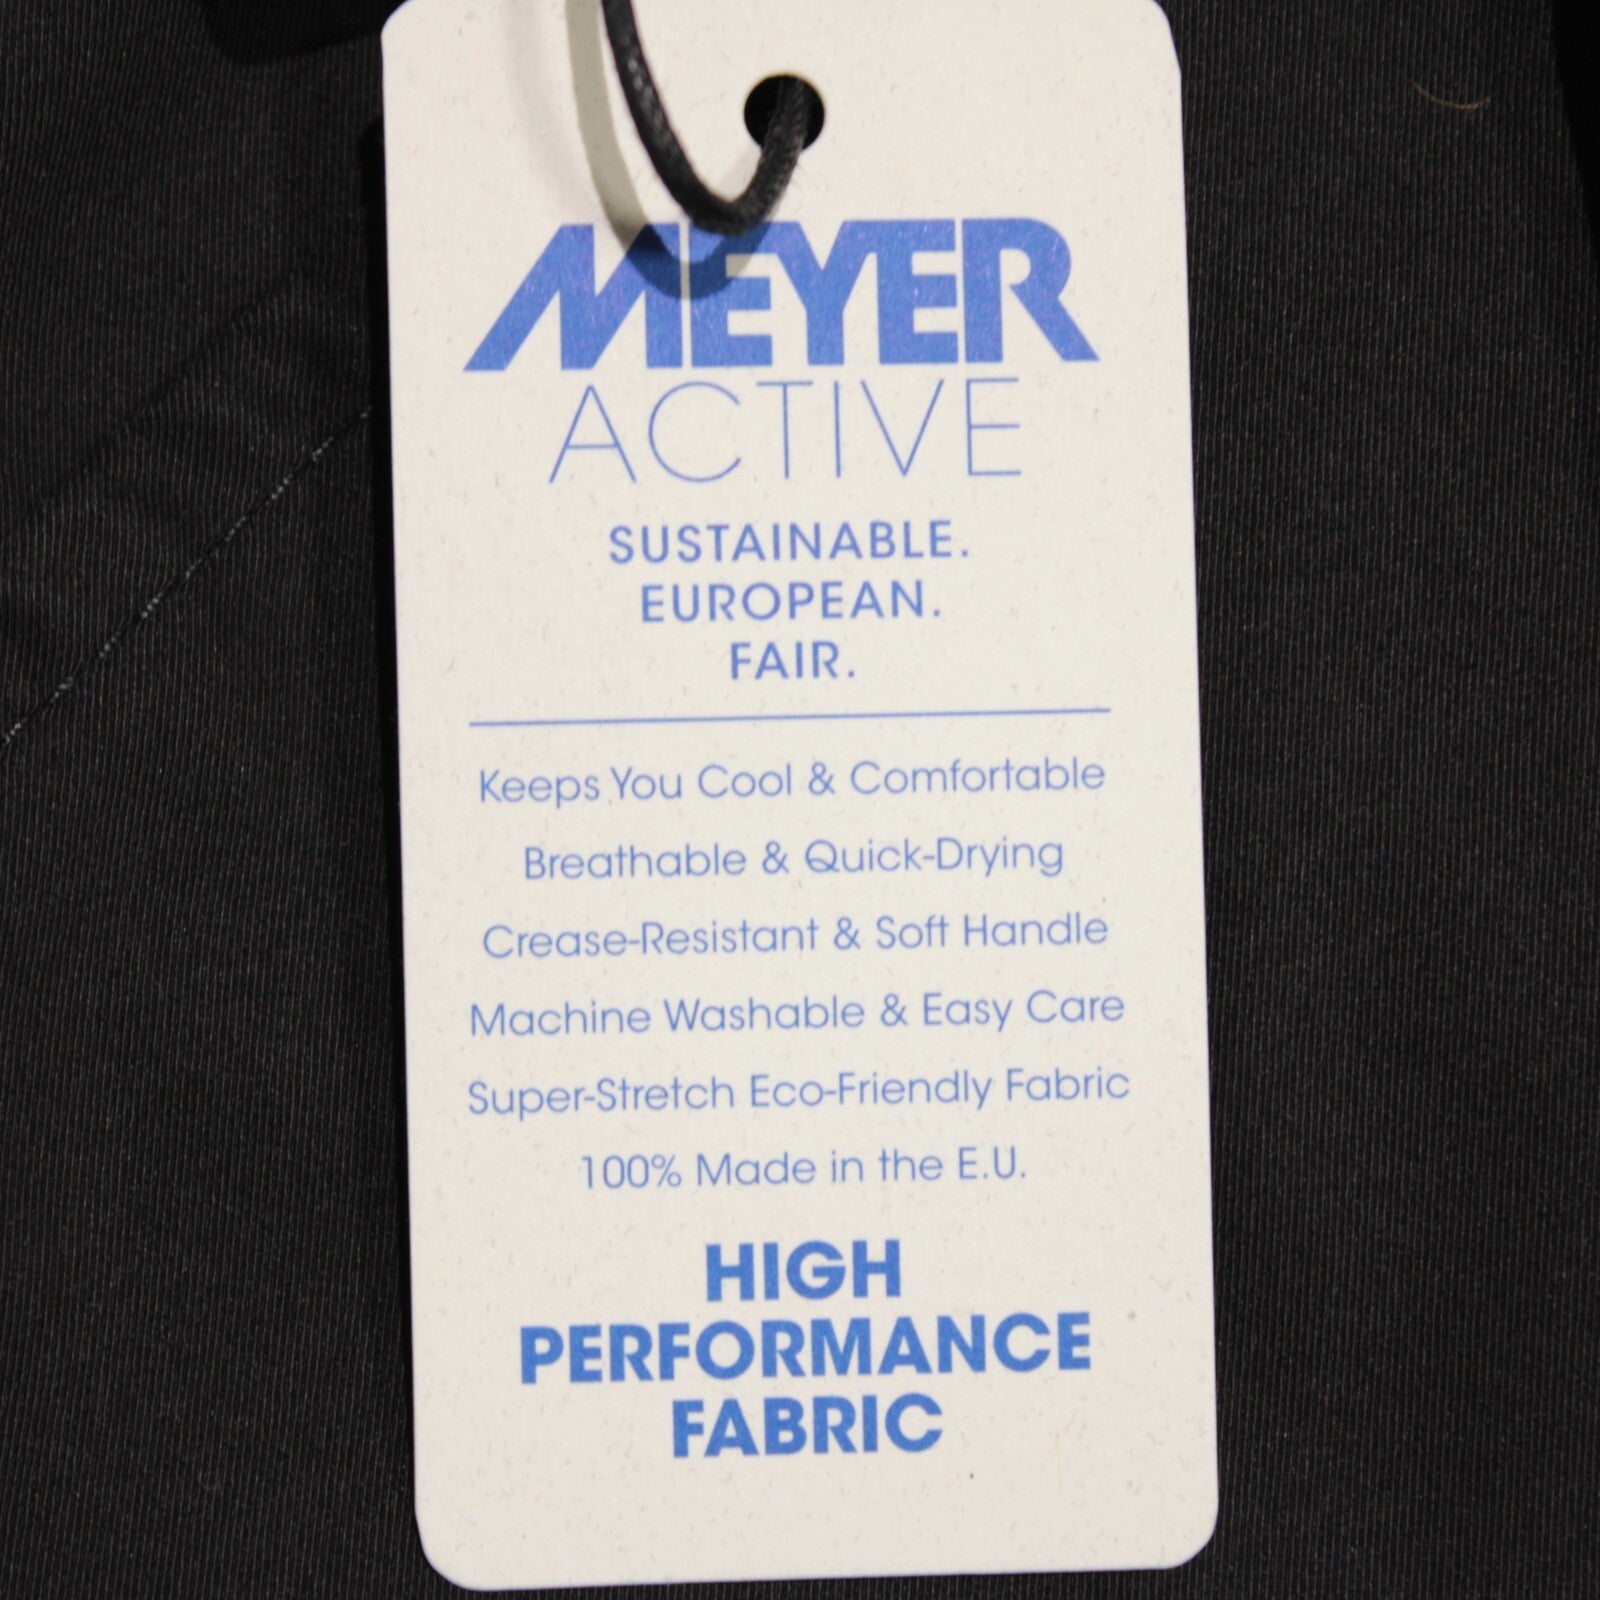 MEYER
ACTIVE
SUSTAINABLE.
EUROPEAN.
FAIR.
Keeps You Cool & Comfortable
Breathable & Quick-Drying
Crease-Resistant & Soft Handle
Machine Washable & Easy Care
Super-Stretch Eco-Friendly Fabric
100% Made in the E.U.
HIGH
PERFORMANCE
FABRIC